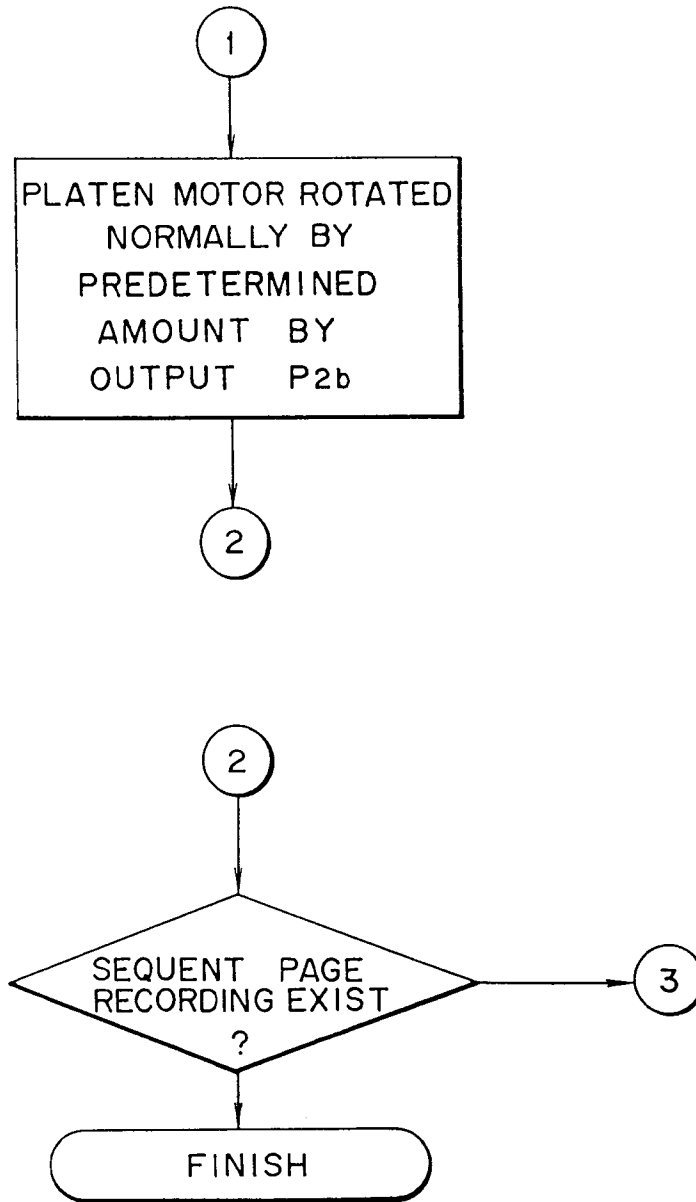 1
PLATEN MOTOR ROTATED
NORMALLY BY
PREDETERMINED
AMOUNT BY
OUTPUT P2b
2
2
SEQUENT PAGE
RECORDING EXIST
?
3
FINISH